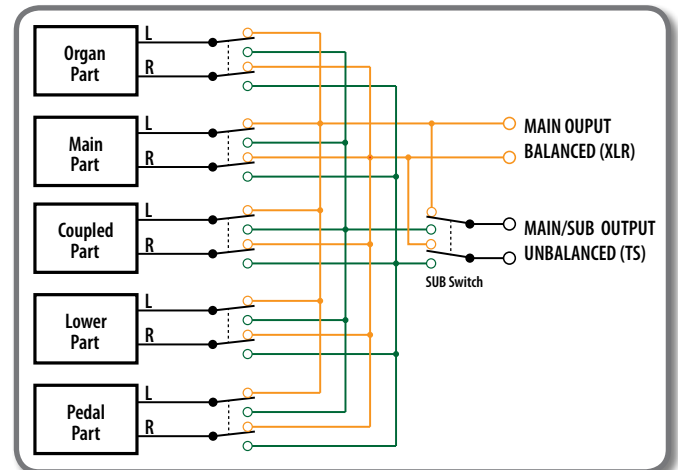 L
Organ
Part
R
L
Main
Part
R
MAIN OUPUT
BALANCED (XLR)
L
Coupled
Part
R
MAIN/SUB OUTPUT
UNBALANCED (TS)
SUB Switch
L
Lower
Part
R
L
Pedal
Part
R